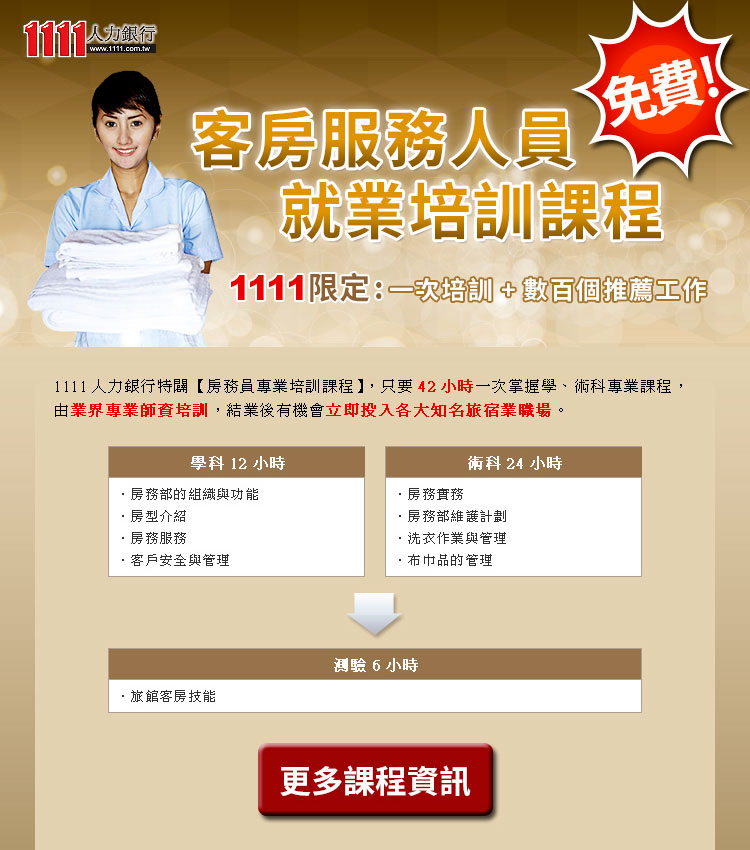 1111人力銀行
www.1111.com.tw
免費!
客房服務人員
就業培訓課程
1111限定:一次培訓+數百個推薦工作
1111人力銀行特闢【房務員專業培訓課程】,只要 42 小時一次掌握學、術科專業課程,
由業界專業師資培訓,結業後有機會立即投入各大知名旅宿業職場。
學科 12 小時
·房務部的組織與功能
·房型介紹
·房務服務
·客戶安全與管理
術科 24 小時
·房務實務
·房務部維護計劃
·洗衣作業與管理
·布巾品的管理
測驗 6 小時
·旅館客房技能
更多課程資訊